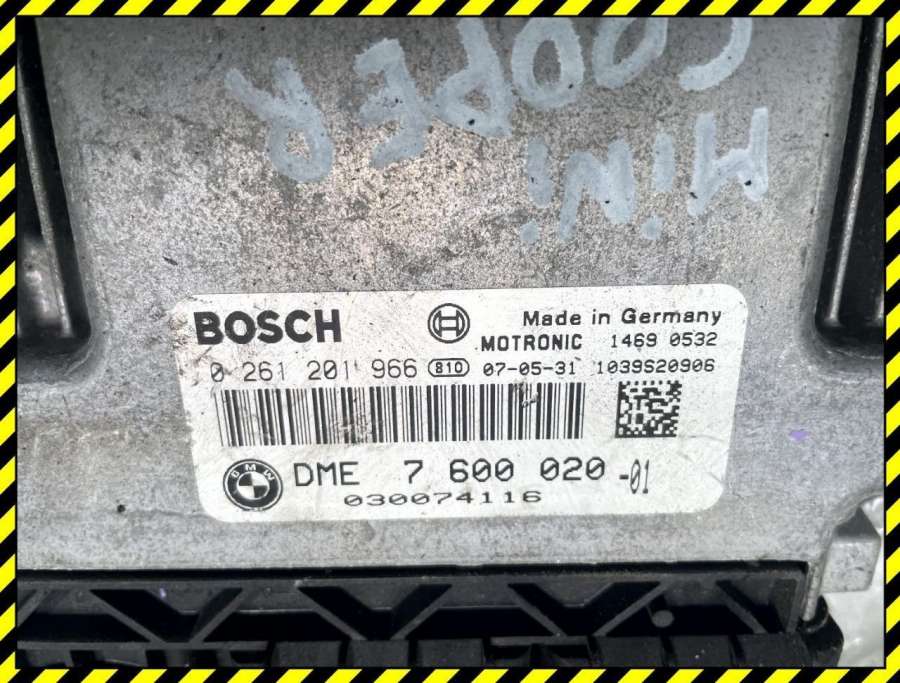 MiNi
COOPER
BOSCH
Made in Germany
MOTRONIC 1469 0532
0 261 201 966 810 07-05-31 1039S20906
BMW
DME 7 600 020 -01
030074116